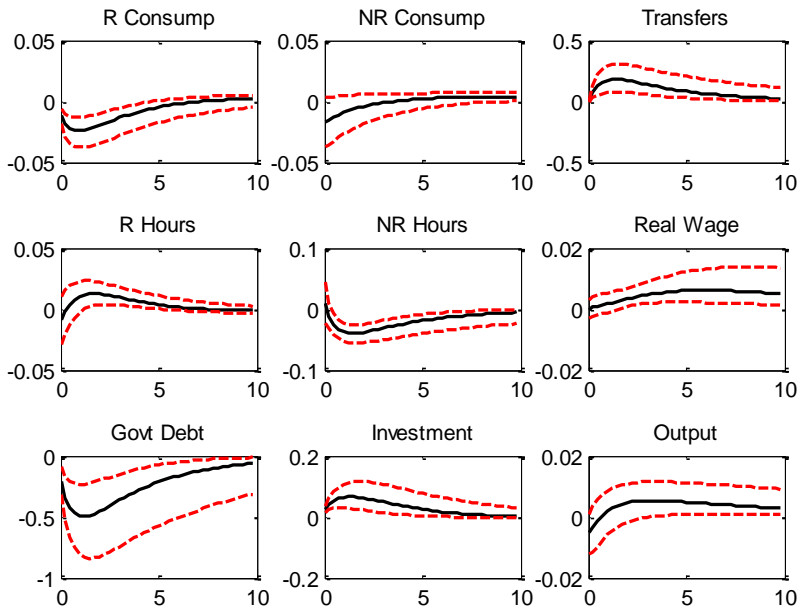 R Consump NR Consump Transfers
0.05 0.05 0.5
0 0 0
-0.05 -0.05 -0.5
0 5 10 0 5 10 0 5 10
R Hours NR Hours Real Wage
0.05 0.1 0.02
0 0 0
-0.05 -0.1 -0.02
0 5 10 0 5 10 0 5 10
Govt Debt Investment Output
0 0.2 0.02
-0.5 0 0
-1 -0.2 -0.02
0 5 10 0 5 10 0 5 10